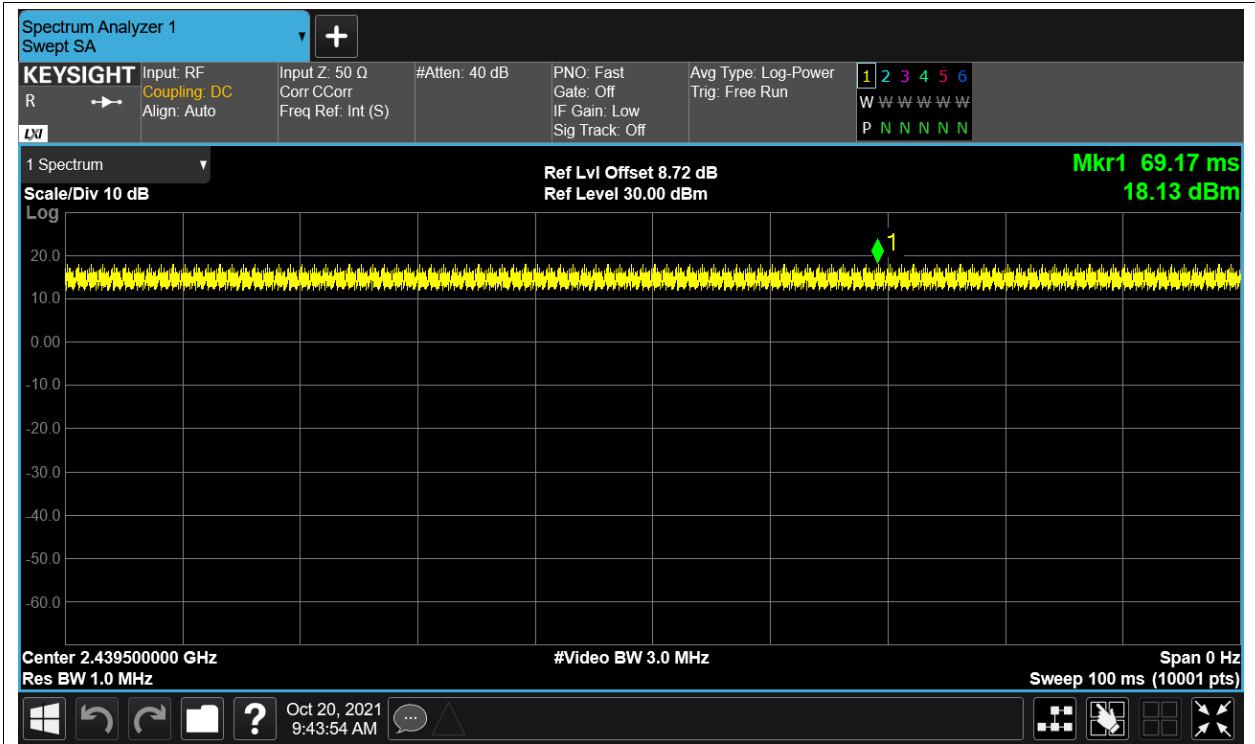 Spectrum Analyzer 1
Swept SA
KEYSIGHT
R
LXI
Input: RF
Coupling: DC
Align: Auto
Input Z: 50 Ω
Corr CCorr
Freq Ref: Int (S)
#Atten: 40 dB
PNO: Fast
Gate: Off
IF Gain: Low
Sig Track: Off
Avg Type: Log-Power
Trig: Free Run
1 2 3 4 5 6
W W W W W W
P N N N N N
1 Spectrum
Scale/Div 10 dB
Ref Lvl Offset 8.72 dB
Ref Level 30.00 dBm
Mkr1 69.17 ms
18.13 dBm
Log
1
20.0
10.0
0.00
-10.0
-20.0
-30.0
-40.0
-50.0
-60.0
Center 2.439500000 GHz
Res BW 1.0 MHz
#Video BW 3.0 MHz
Span 0 Hz
Sweep 100 ms (10001 pts)
?
Oct 20, 2021
9:43:54 AM